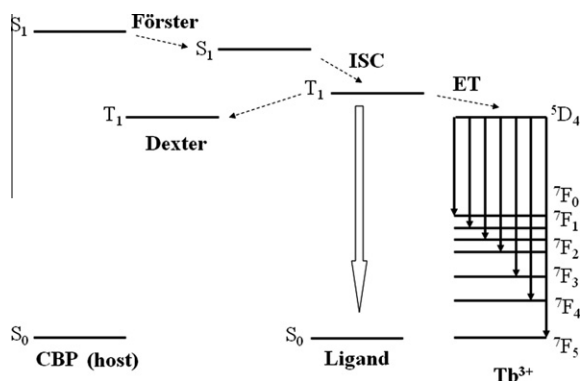 S₁
Förster
S₁
ISC
T₁
ET
T₁
⁵D₄
Dexter
⁷F₀
⁷F₁
⁷F₂
⁷F₃
⁷F₄
S₀
S₀
⁷F₅
CBP (host)
Ligand
Tb³⁺